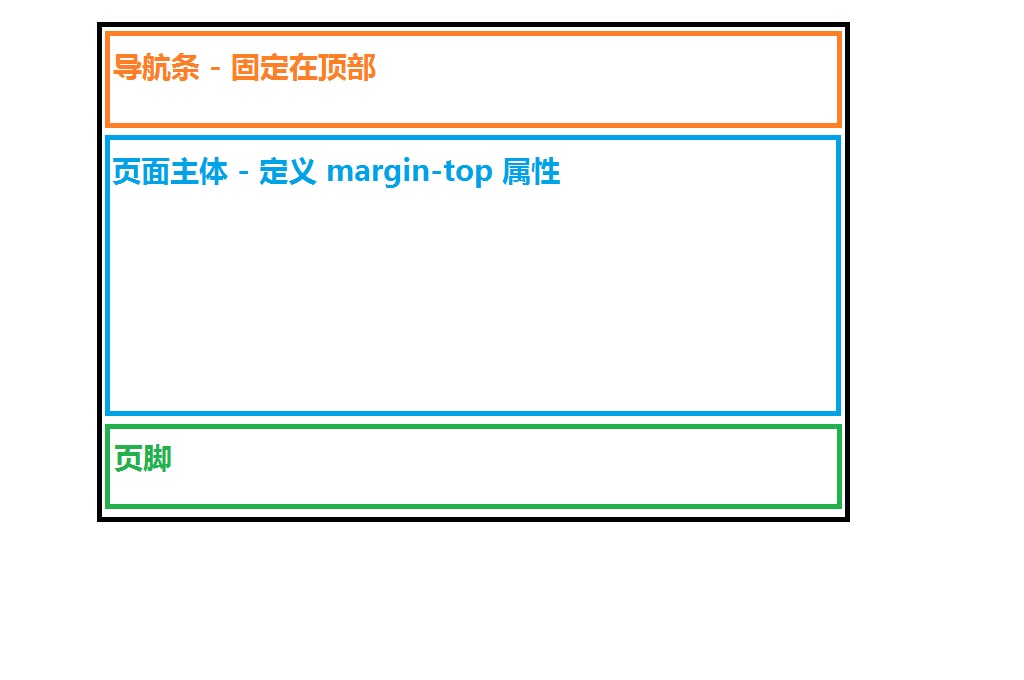 导航条 - 固定在顶部
页面主体 - 定义 margin-top 属性
页脚